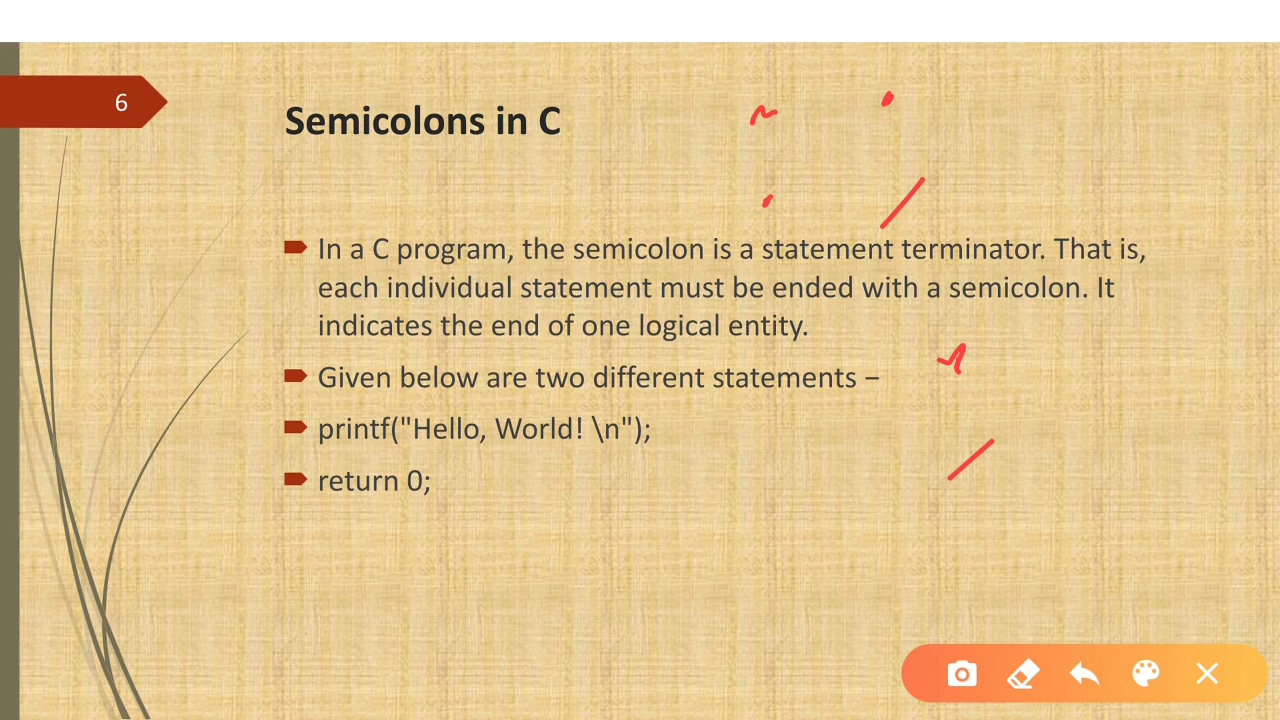 6
Semicolons in C
In a C program, the semicolon is a statement terminator. That is,
each individual statement must be ended with a semicolon. It
indicates the end of one logical entity.
Given below are two different statements −
printf("Hello, World! \n");
return 0;